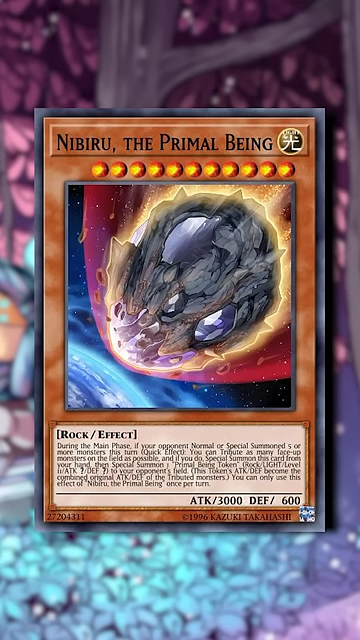 NIBIRU, THE PRIMAL BEING
LIGHT
光
[ROCK / EFFECT]
During the Main Phase, if your opponent Normal or Special Summoned 5 or
more monsters this turn (Quick Effect): You can Tribute as many face-up
monsters on the field as possible, and if you do, Special Summon this card from
your hand, then Special Summon 1 "Primal Being Token" (Rock/LIGHT/Level
11/ATK ?/DEF ?) to your opponent's field. (This Token's ATK/DEF become the
combined original ATK/DEF of the Tributed monsters.) You can only use this
effect of "Nibiru, the Primal Being" once per turn.
ATK/3000 DEF/ 600
27204311 ©1996 KAZUKI TAKAHASHI